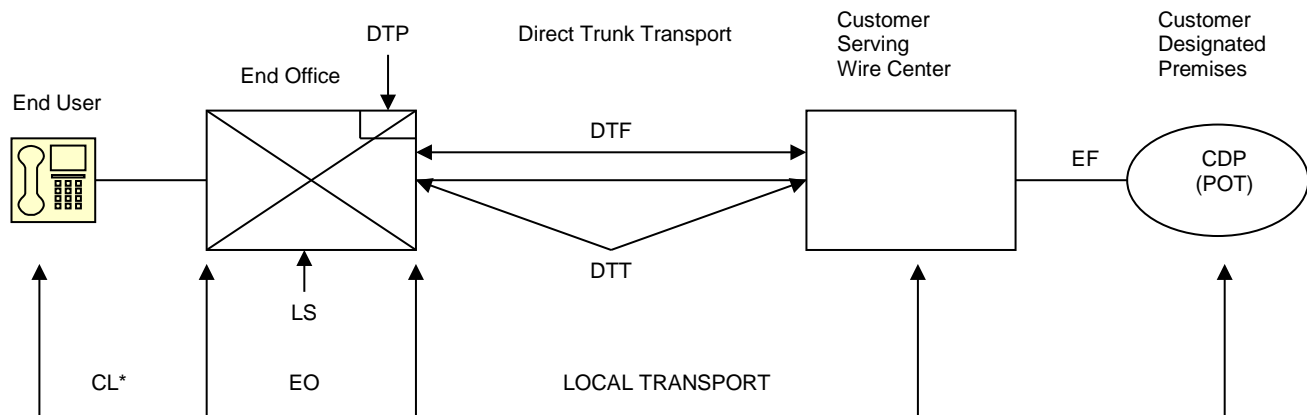 DTP
Direct Trunk Transport
Customer
Serving
Wire Center
Customer
Designated
Premises
End Office
End User
DTF
EF
CDP
(POT)
DTT
LS
CL*
EO
LOCAL TRANSPORT